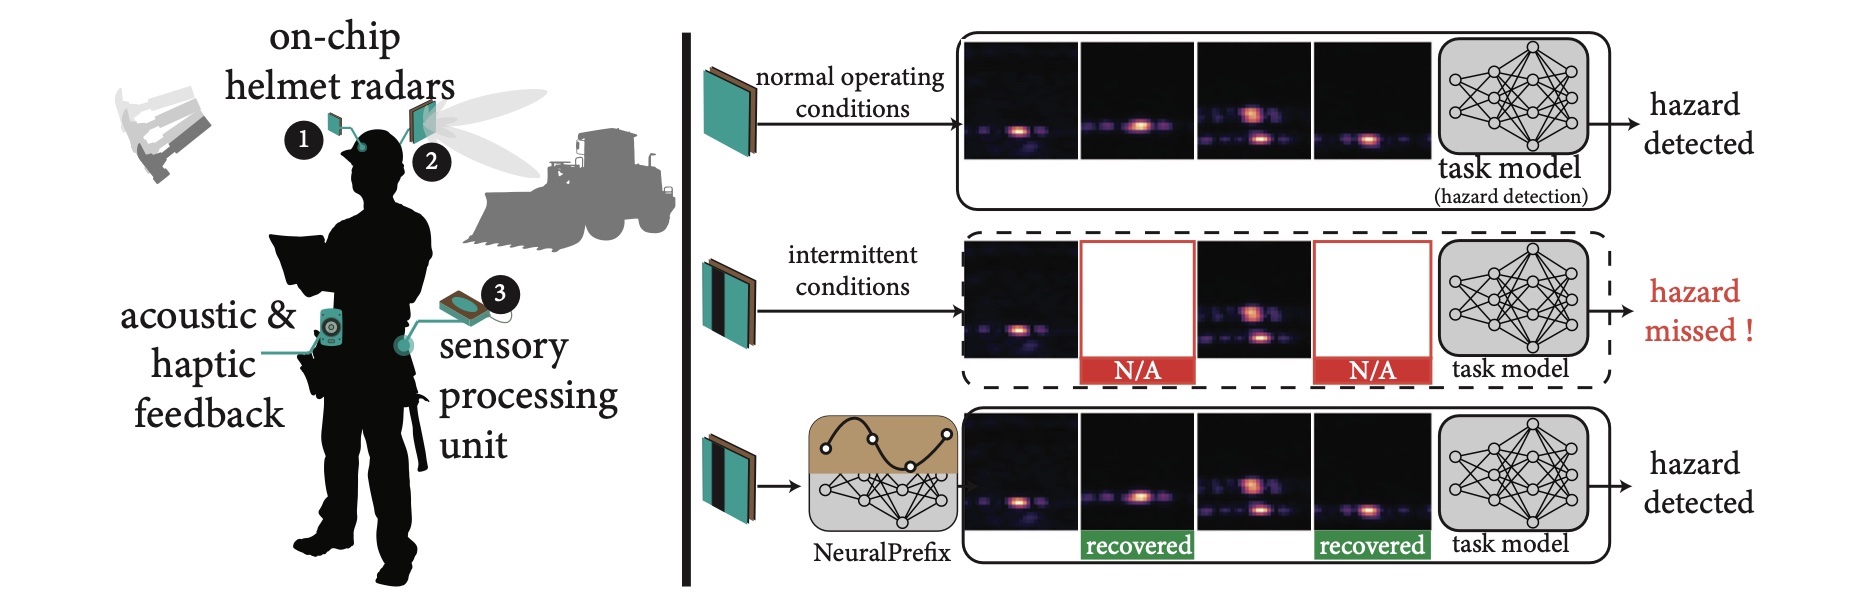 on-chip
helmet radars
1
2
3
acoustic &
haptic
feedback
sensory
processing
unit
normal operating
conditions
task model
(hazard detection)
hazard
detected
intermittent
conditions
N/A
N/A
task model
hazard
missed !
NeuralPrefix
recovered
recovered
task model
hazard
detected